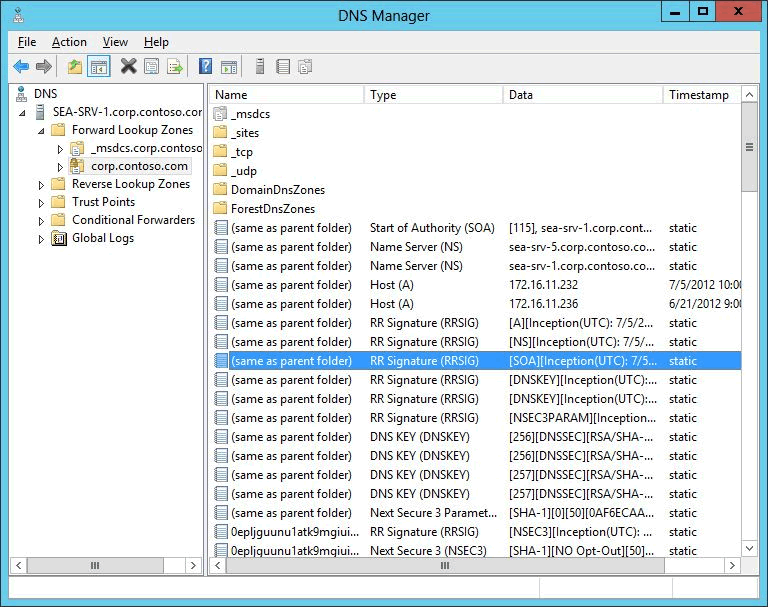 DNS Manager
File Action View Help
DNS
SEA-SRV-1.corp.contoso.cor
Forward Lookup Zones
_msdcs.corp.contoso
corp.contoso.com
Reverse Lookup Zones
Trust Points
Conditional Forwarders
Global Logs
Name Type Data Timestamp
_msdcs
_sites
_tcp
_udp
DomainDnsZones
ForestDnsZones
(same as parent folder) Start of Authority (SOA) [115], sea-srv-1.corp.cont... static
(same as parent folder) Name Server (NS) sea-srv-5.corp.contoso.c... static
(same as parent folder) Name Server (NS) sea-srv-1.corp.contoso.c... static
(same as parent folder) Host (A) 172.16.11.232 7/5/2012 10:00
(same as parent folder) Host (A) 172.16.11.236 6/21/2012 9:00
(same as parent folder) RR Signature (RRSIG) [A][Inception(UTC): 7/5/2... static
(same as parent folder) RR Signature (RRSIG) [NS][Inception(UTC): 7/5/... static
(same as parent folder) RR Signature (RRSIG) [SOA][Inception(UTC): 7/5... static
(same as parent folder) RR Signature (RRSIG) [DNSKEY][Inception(UTC):... static
(same as parent folder) RR Signature (RRSIG) [DNSKEY][Inception(UTC):... static
(same as parent folder) RR Signature (RRSIG) [NSEC3PARAM][Inception... static
(same as parent folder) DNS KEY (DNSKEY) [256][DNSSEC][RSA/SHA-... static
(same as parent folder) DNS KEY (DNSKEY) [256][DNSSEC][RSA/SHA-... static
(same as parent folder) DNS KEY (DNSKEY) [257][DNSSEC][RSA/SHA-... static
(same as parent folder) DNS KEY (DNSKEY) [257][DNSSEC][RSA/SHA-... static
(same as parent folder) Next Secure 3 Paramet... [SHA-1][0][50][0AF6ECAA... static
0epljguunu1atk9mgiui... RR Signature (RRSIG) [NSEC3][Inception(UTC): ... static
0epljguunu1atk9mgiui... Next Secure 3 (NSEC3) [SHA-1][NO Opt-Out][50]... static